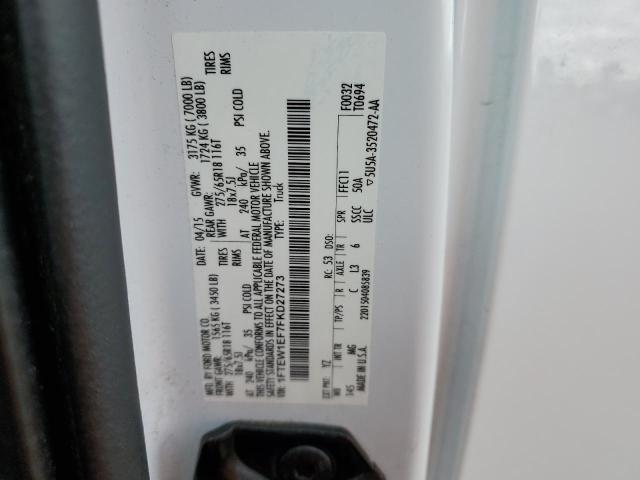 MFD. BY FORD MOTOR CO.
DATE: 04/15 GVWR: 3175 KG ( 7000 LB)
FRONT GAWR: 1565 KG ( 3450 LB) REAR GAWR: 1724 KG ( 3800 LB)
WITH 275/65R18 116T TIRES WITH 275/65R18 116T TIRES
18x7.5J RIMS 18x7.5J RIMS
AT 240 kPa/ 35 PSI COLD AT 240 kPa/ 35 PSI COLD
THIS VEHICLE CONFORMS TO ALL APPLICABLE FEDERAL MOTOR VEHICLE
SAFETY STANDARDS IN EFFECT ON THE DATE OF MANUFACTURE SHOWN ABOVE.
VIN: 1FTEW1EF7FKD27273
TYPE: Truck
EXT PNT: YZ RC: 53 DSO: F0032
WB INT TR TP/PS R AXLE TR SPR FFC11 T0694
145 MG C L3 6 SSCC 50A
MADE IN U.S.A. ULC ▽5U5A-3520472-AA
2201504085839